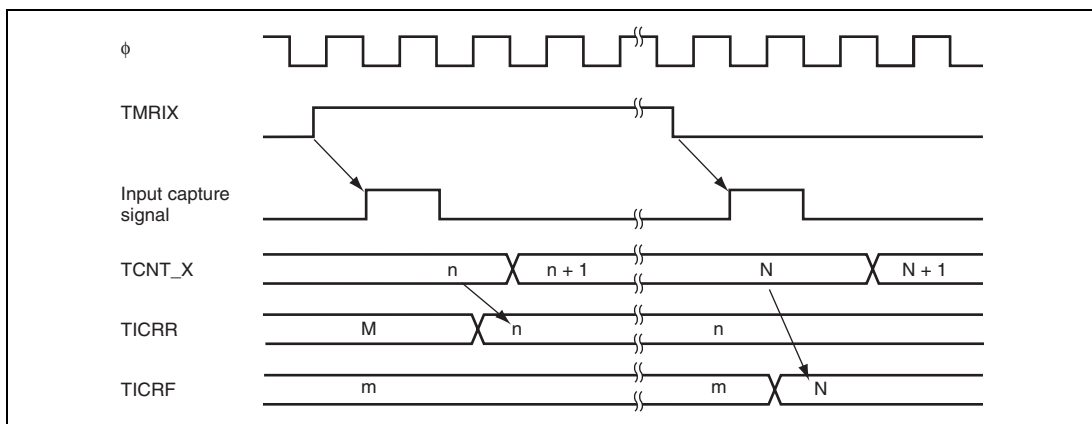 ϕ
TMRIX
Input capture
signal
TCNT_X n n + 1 N N + 1
TICRR M n n
TICRF m m N